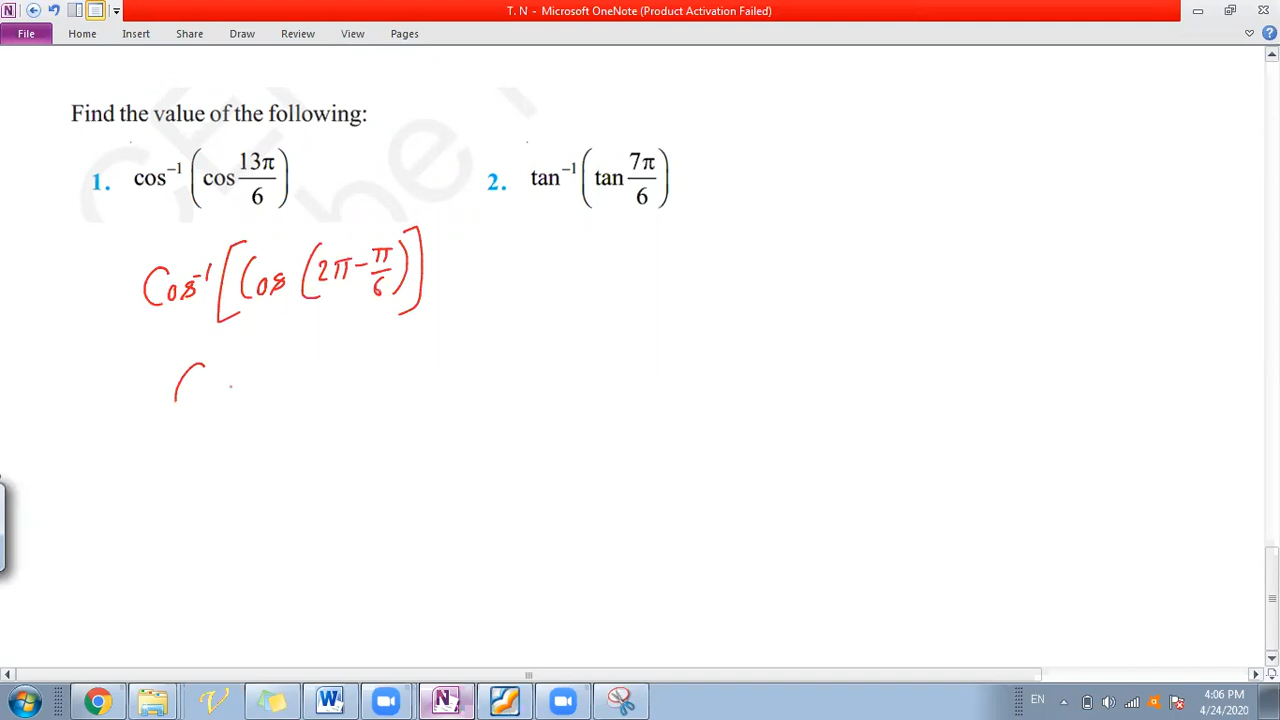 T. N - Microsoft OneNote (Product Activation Failed)
File Home Insert Share Draw Review View Pages
Find the value of the following:
1. cos⁻¹ (cos 13π/6) 2. tan⁻¹ (tan 7π/6)
Cos⁻¹ [Cos (2π - π/6)]
(
EN 4:06 PM
4/24/2020